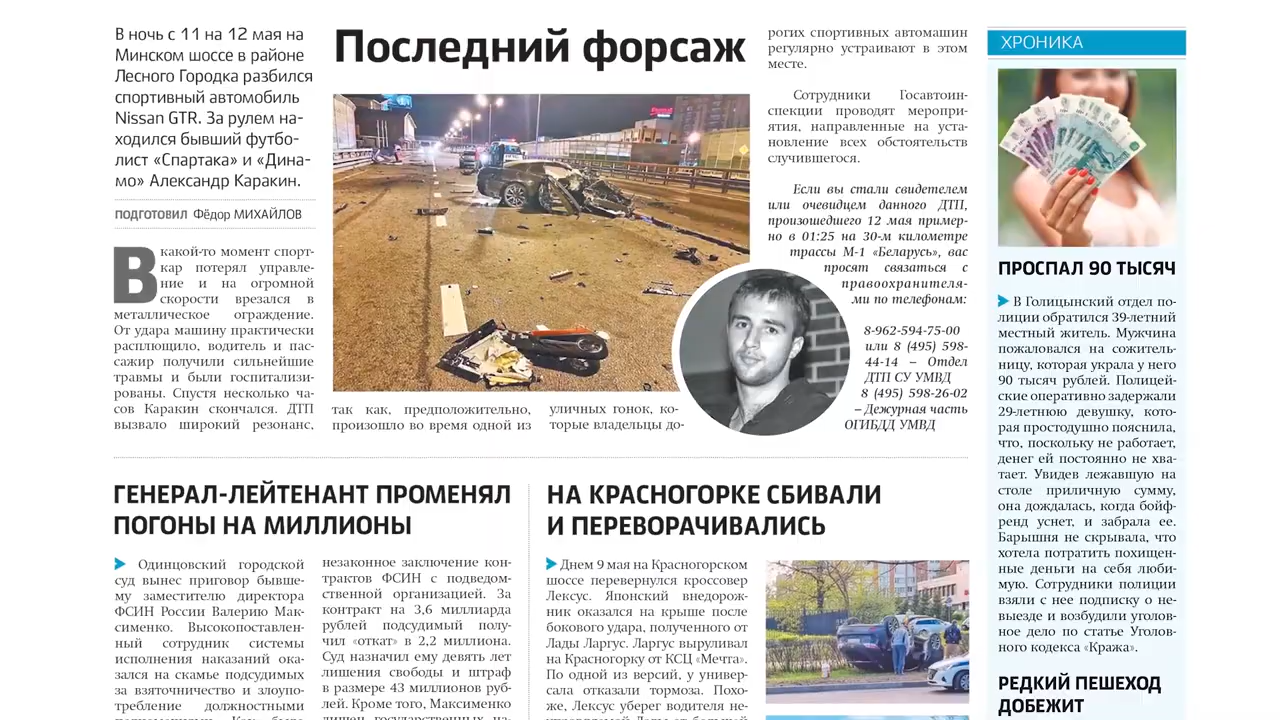 В ночь с 11 на 12 мая на
Минском шоссе в районе
Лесного Городка разбился
спортивный автомобиль
Nissan GTR. За рулем на-
ходился бывший футбо-
лист «Спартака» и «Дина-
мо» Александр Каракин.
ПОДГОТОВИЛ Фёдор МИХАЙЛОВ
В какой-то момент спорт-
кар потерял управле-
ние и на огромной
скорости врезался в
металлическое ограждение.
От удара машину практически
расплющило, водитель и пас-
сажир получили сильнейшие
травмы и были госпитализи-
рованы. Спустя несколько ча-
сов Каракин скончался. ДТП
вызвало широкий резонанс,
Последний форсаж
так как, предположительно,
произошло во время одной из
уличных гонок, ко-
торые владельцы до-
рогих спортивных автомашин
регулярно устраивают в этом
месте.
Сотрудники Госавтоин-
спекции проводят меропри-
ятия, направленные на уста-
новление всех обстоятельств
случившегося.
Если вы стали свидетелем
или очевидцем данного ДТП,
произошедшего 12 мая пример-
но в 01:25 на 30-м километре
трассы М-1 «Беларусь», вас
просят связаться с
правоохранителя-
ми по телефонам:
8-962-594-75-00
или 8 (495) 598-
44-14 – Отдел
ДТП СУ УМВД
8 (495) 598-26-02
– Дежурная часть
ОГИБДД УМВД
ГЕНЕРАЛ-ЛЕЙТЕНАНТ ПРОМЕНЯЛ
ПОГОНЫ НА МИЛЛИОНЫ
Одинцовский городской
суд вынес приговор бывше-
му заместителю директора
ФСИН России Валерию Мак-
сименко. Высокопоставлен-
ный сотрудник системы
исполнения наказаний ока-
зался на скамье подсудимых
за взяточничество и злоупо-
требление должностными
незаконное заключение кон-
трактов ФСИН с подведом-
ственной организацией. За
контракт на 3,6 миллиарда
рублей подсудимый полу-
чил «откат» в 2,2 миллиона.
Суд назначил ему девять лет
лишения свободы и штраф
в размере 43 миллионов руб-
лей. Кроме того, Максименко
НА КРАСНОГОРКЕ СБИВАЛИ
И ПЕРЕВОРАЧИВАЛИСЬ
Днем 9 мая на Красногорском
шоссе перевернулся кроссовер
Лексус. Японский внедорож-
ник оказался на крыше после
бокового удара, полученного от
Лады Ларгус. Ларгус выруливал
на Красногорку от КСЦ «Мечта».
По одной из версий, у универ-
сала отказали тормоза. Похо-
же, Лексус уберег водителя не-
ХРОНИКА
ПРОСПАЛ 90 ТЫСЯЧ
В Голицынский отдел по-
лиции обратился 39-летний
местный житель. Мужчина
пожаловался на сожитель-
ницу, которая украла у него
90 тысяч рублей. Полицей-
ские оперативно задержали
29-летнюю девушку, кото-
рая простодушно пояснила,
что, поскольку не работает,
денег ей постоянно не хва-
тает. Увидев лежавшую на
столе приличную сумму,
она дождалась, когда бойф-
ренд уснет, и забрала ее.
Барышня не скрывала, что
хотела потратить похищен-
ные деньги на себя люби-
мую. Сотрудники полиции
взяли с нее подписку о не-
выезде и возбудили уголов-
ное дело по статье Уголов-
ного кодекса «Кража».
РЕДКИЙ ПЕШЕХОД
ДОБЕЖИТ